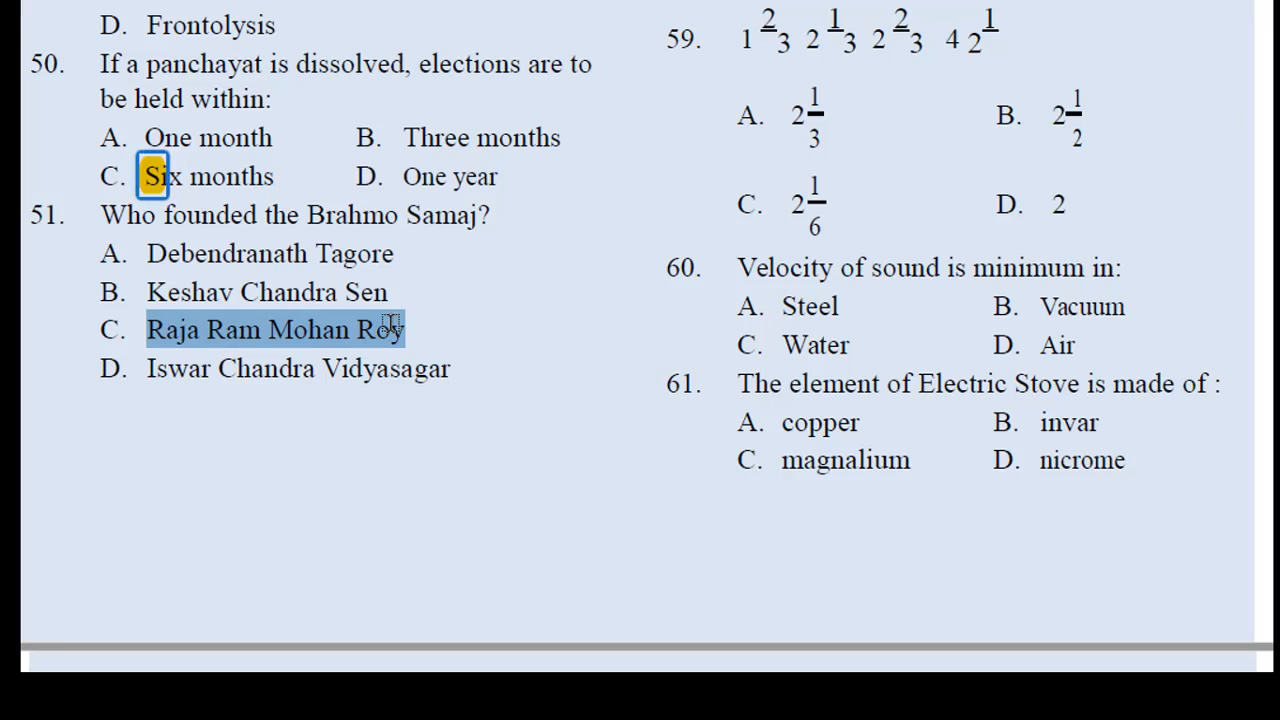 D. Frontolysis
50. If a panchayat is dissolved, elections are to
be held within:
A. One month B. Three months
C. Six months D. One year
51. Who founded the Brahmo Samaj?
A. Debendranath Tagore
B. Keshav Chandra Sen
C. Raja Ram Mohan Roy
D. Iswar Chandra Vidyasagar
59. 1 2/3 2 1/3 2 2/3 4 2 1
A. 2 1/3 B. 2 1/2
C. 2 1/6 D. 2
60. Velocity of sound is minimum in:
A. Steel B. Vacuum
C. Water D. Air
61. The element of Electric Stove is made of :
A. copper B. invar
C. magnalium D. nicrome